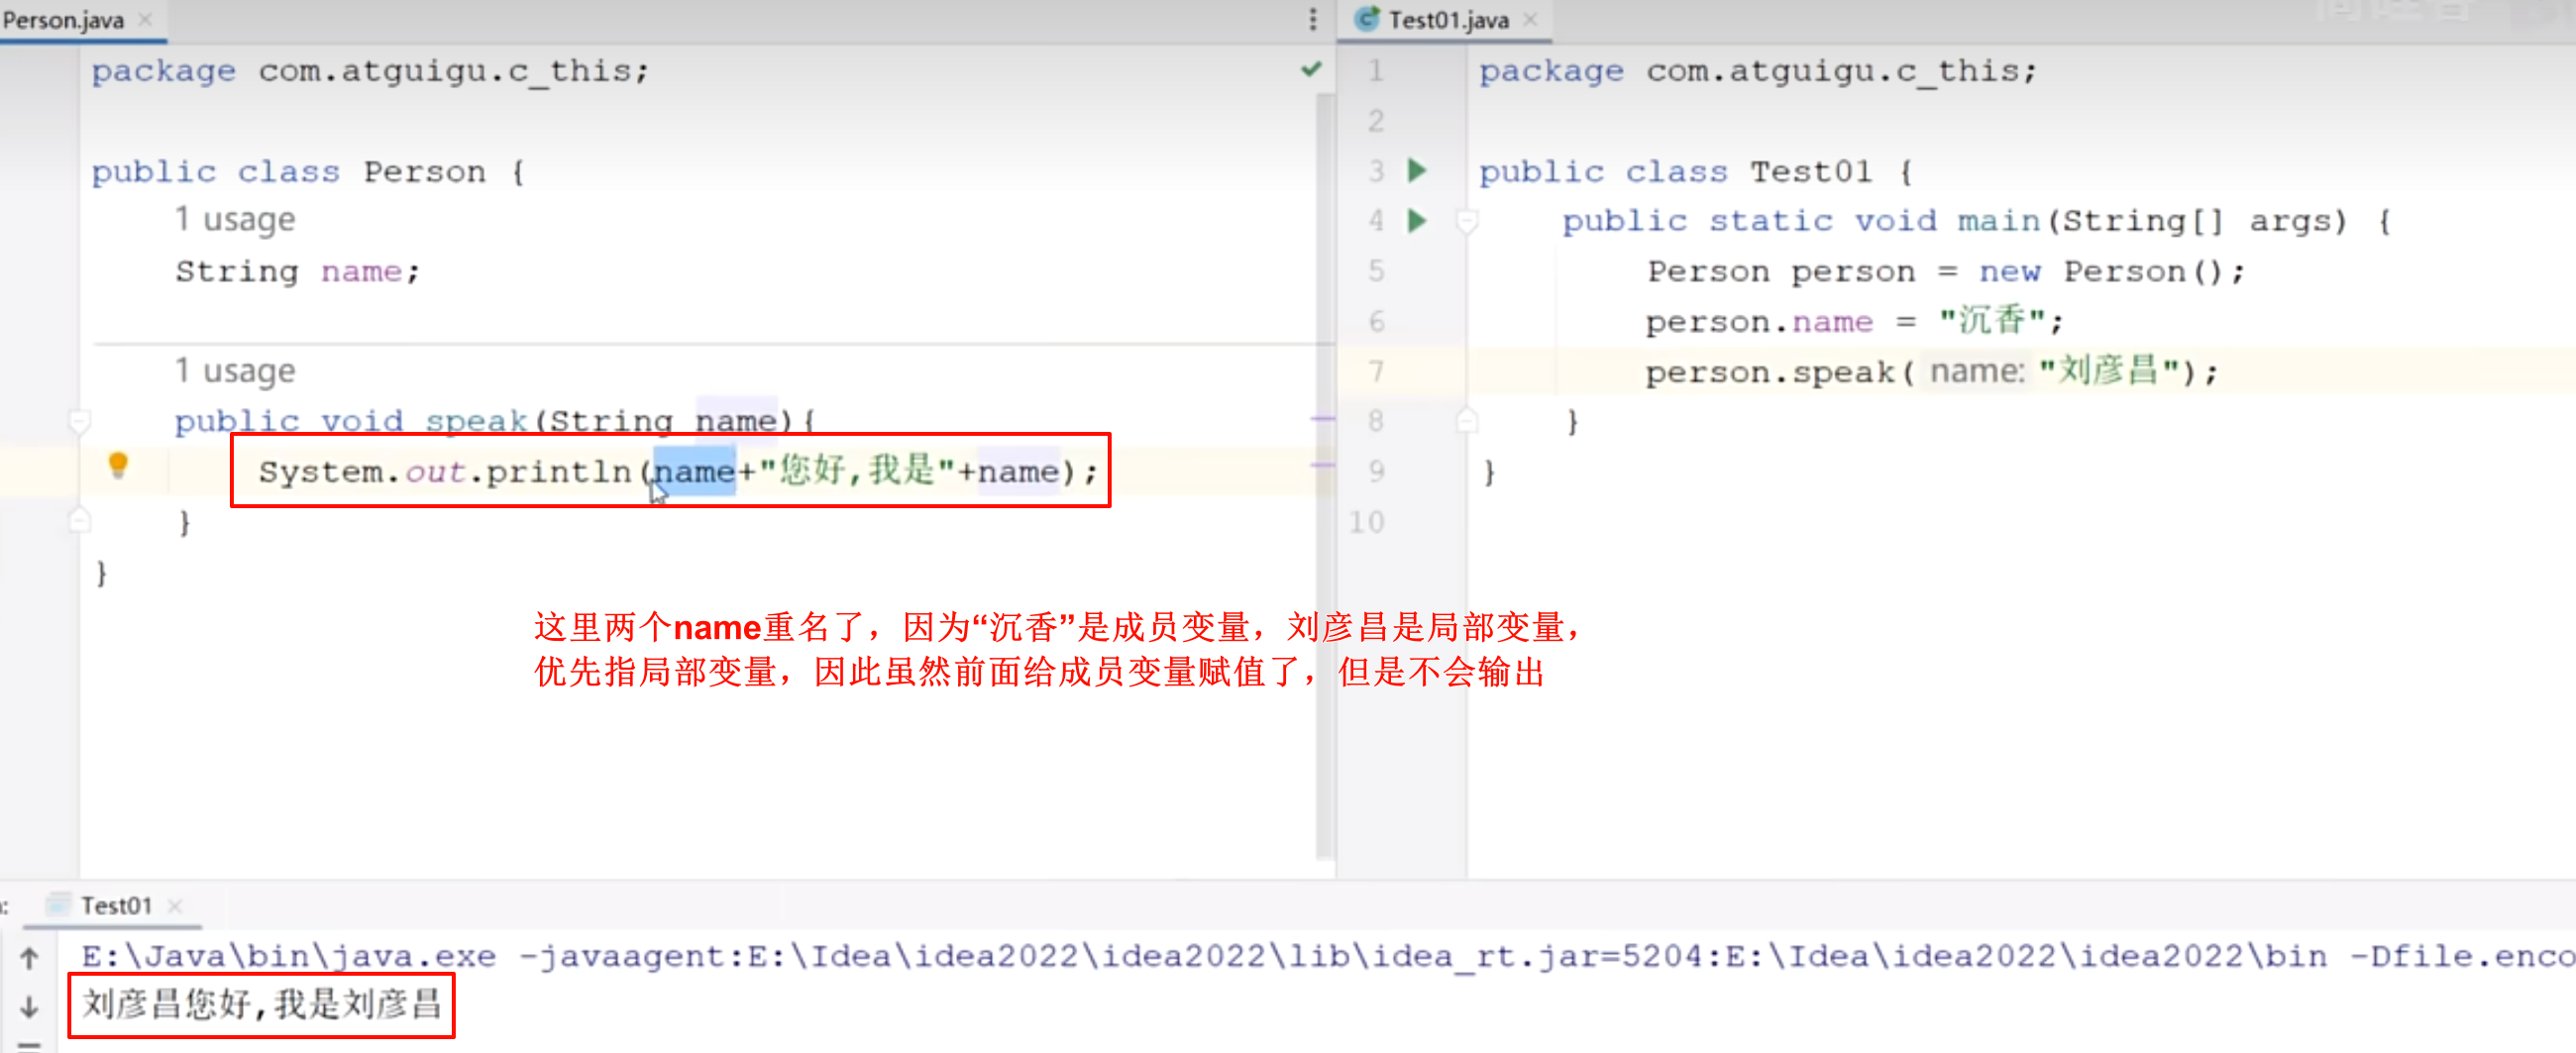 Person.java
package com.atguigu.c_this;
public class Person {
1 usage
String name;
1 usage
public void speak(String name){
System.out.println(name+"您好,我是"+name);
}
}
Test01.java
1 package com.atguigu.c_this;
2
3 public class Test01 {
4 public static void main(String[] args) {
5 Person person = new Person();
6 person.name = "沉香";
7 person.speak( name: "刘彦昌");
8 }
9 }
10
这里两个name重名了，因为“沉香”是成员变量，刘彦昌是局部变量，
优先指局部变量，因此虽然前面给成员变量赋值了，但是不会输出
Test01
E:\Java\bin\java.exe -javaagent:E:\Idea\idea2022\idea2022\lib\idea_rt.jar=5204:E:\Idea\idea2022\idea2022\bin -Dfile.enco
刘彦昌您好,我是刘彦昌